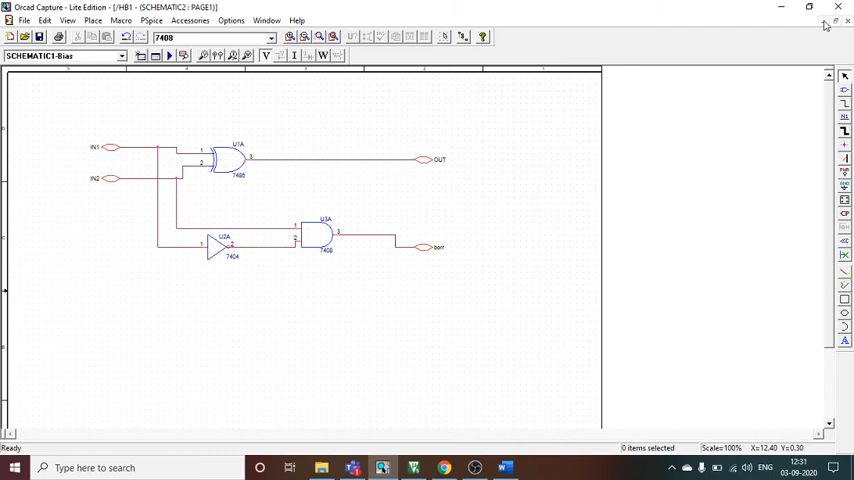 Orcad Capture - Lite Edition - [/HB1 - (SCHEMATIC2 : PAGE1)]
File Edit View Place Macro PSpice Accessories Options Window Help
7408
SCHEMATIC1-Bias
V I W
IN1
IN2
1
2
3
U1A
7486
OUT
1
2
U2A
7404
1
2
3
U3A
7408
borr
Ready
0 items selected Scale=100% X=12.40 Y=0.30
Type here to search
ENG
12:31
03-09-2020